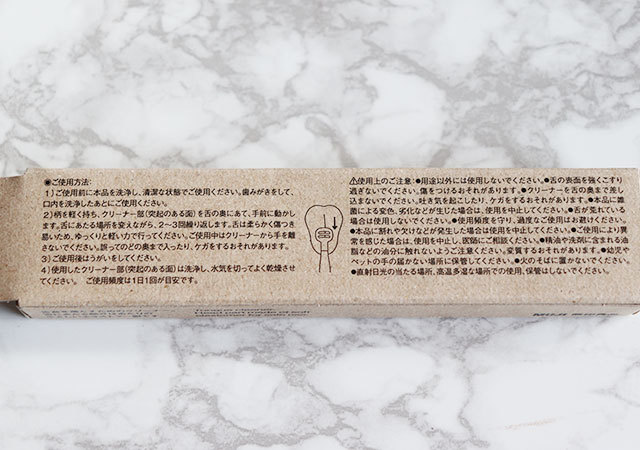 ◉ご使用方法:
1)ご使用前に本品を洗浄し、清潔な状態でご使用ください。歯みがきをして、
口内を洗浄したあとにご使用ください。
2)柄を軽く持ち、クリーナー部(突起のある面)を舌の奥にあて、手前に動かし
ます。舌にあたる場所を変えながら、2〜3回繰り返します。舌は柔らかく傷つき
易いため、ゆっくりと軽い力で行ってください。ご使用中はクリーナーから手を離
さないでください。誤ってのどの奥まで入ったり、ケガをするおそれがあります。
3)ご使用後はうがいをしてください。
4)使用したクリーナー部(突起のある面)は洗浄し、水気を切ってよく乾燥させ
てください。 ご使用頻度は1日1回が目安です。
⚠使用上のご注意:●用途以外には使用しないでください。●舌の表面を強くこすり
過ぎないでください。傷をつけるおそれがあります。●クリーナーを舌の奥まで差し
込まないでください。吐き気を起こしたり、ケガをするおそれがあります。●本品に雑
菌による変色、劣化などが生じた場合は、使用を中止してください。●舌が荒れている
場合は使用しないでください。●使用頻度を守り、過度なご使用はお避けください。
●本品に割れや欠けなどが発生した場合は、使用を中止してください。●ご使用により異
常を感じた場合は、使用を中止し、医師にご相談ください。●精油や洗剤に含まれる油
脂などの油分に触れないようご注意ください。変質するおそれがあります。●幼児や
ペットの手の届かない場所に保管してください。●火のそばに置かないでください。
●直射日光の当たる場所、高温多湿な場所での使用、保管はしないでください。